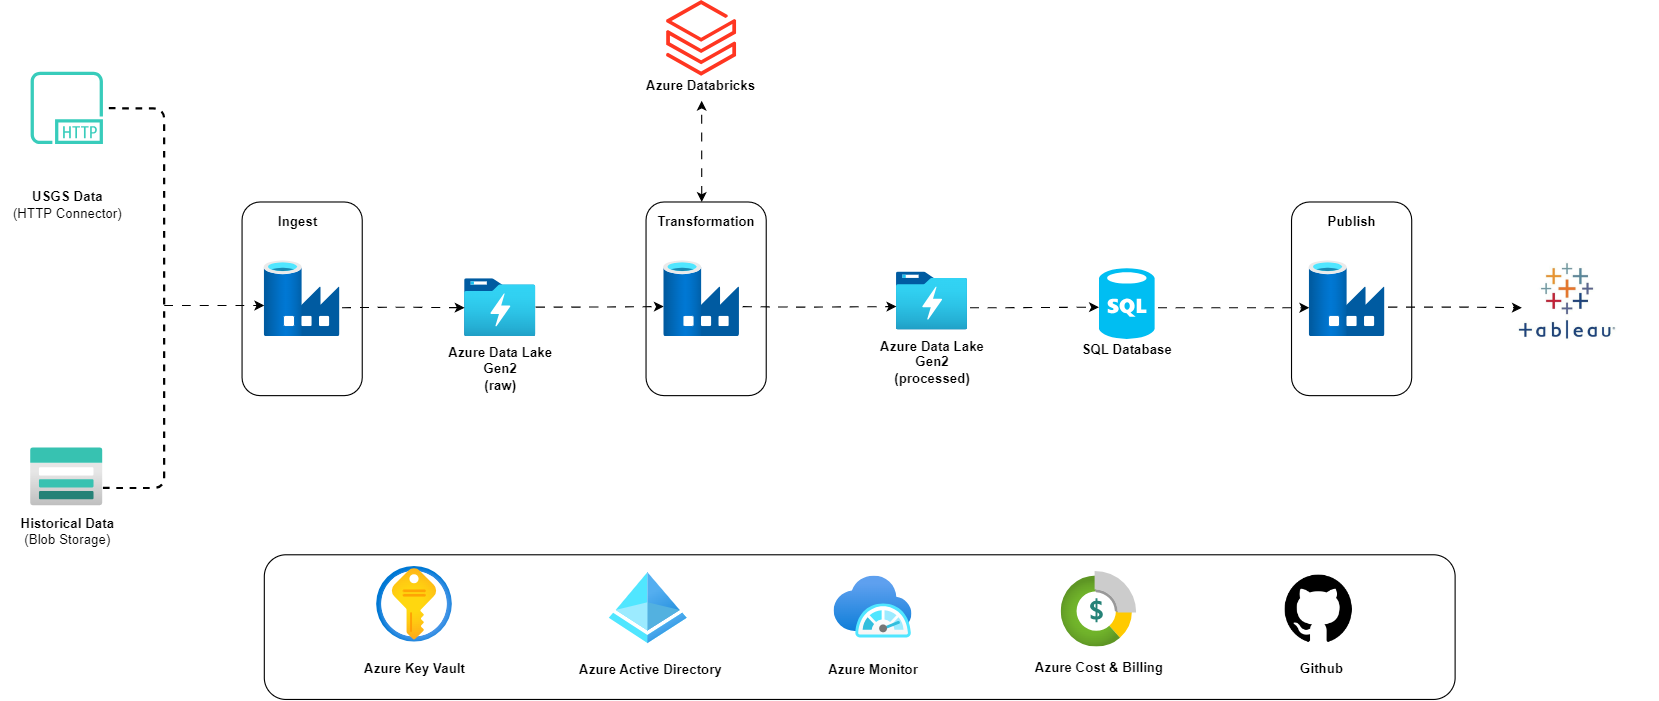 Azure Databricks
HTTP
USGS Data
(HTTP Connector)
Ingest
Transformation
Publish
Azure Data Lake
Gen2
(raw)
Azure Data Lake
Gen2
(processed)
SQL
SQL Database
+ableau
Historical Data
(Blob Storage)
$
Azure Key Vault
Azure Active Directory
Azure Monitor
Azure Cost & Billing
Github